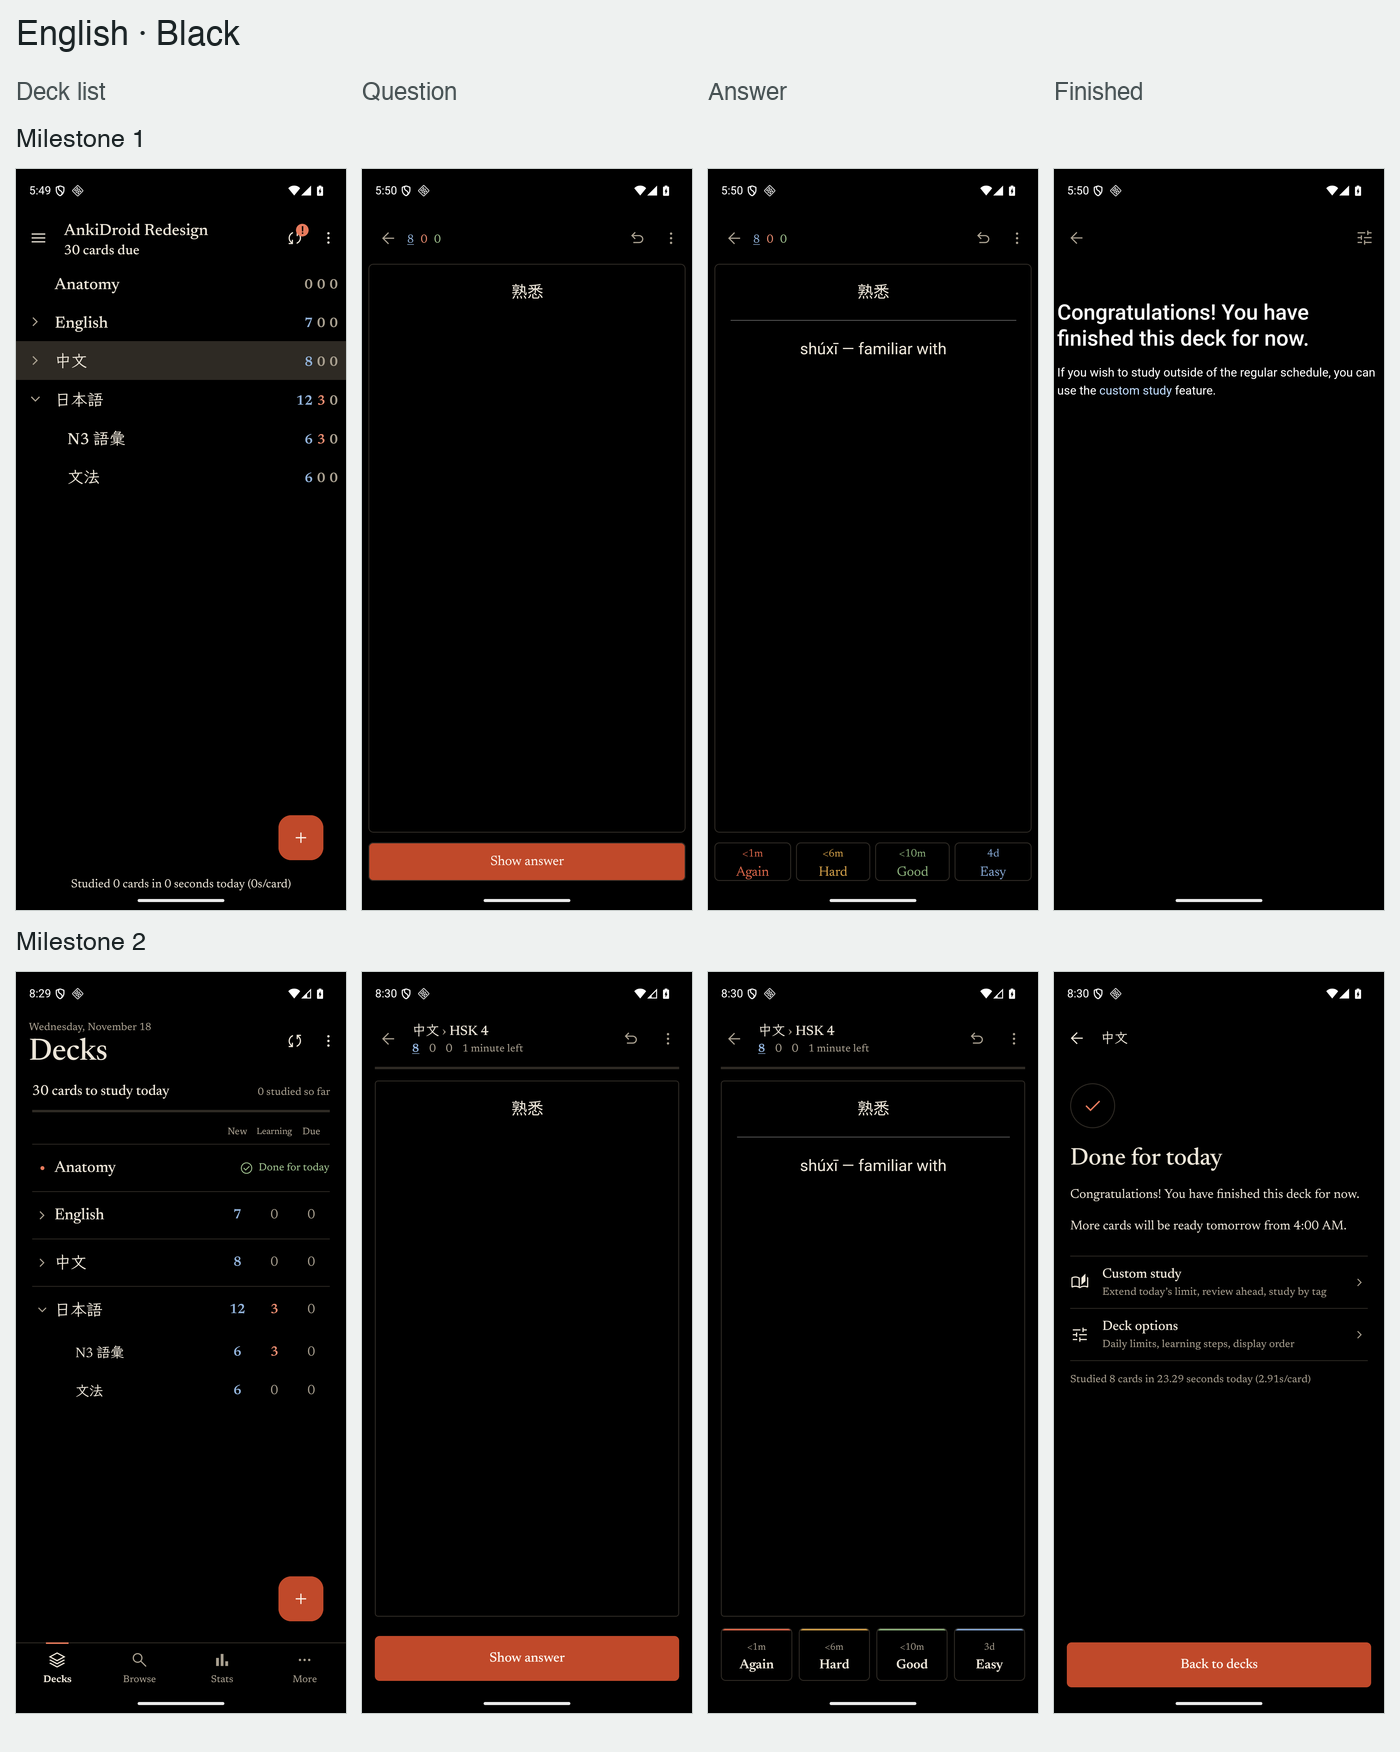 English · Black
Deck list
Question
Answer
Finished
Milestone 1
5:49
AnkiDroid Redesign
30 cards due
Anatomy 0 0 0
English 7 0 0
中文 8 0 0
日本語 12 3 0
N3 語彙 6 3 0
文法 6 0 0
+
Studied 0 cards in 0 seconds today (0s/card)
5:50
8 0 0
熟悉
Show answer
5:50
8 0 0
熟悉
shúxī — familiar with
<1m <6m <10m 4d
Again Hard Good Easy
5:50
Congratulations! You have
finished this deck for now.
If you wish to study outside of the regular schedule, you can
use the custom study feature.
Milestone 2
8:29
Wednesday, November 18
Decks
30 cards to study today 0 studied so far
New Learning Due
Anatomy Done for today
English 7 0 0
中文 8 0 0
日本語 12 3 0
N3 語彙 6 3 0
文法 6 0 0
+
Decks Browse Stats More
8:30
中文 › HSK 4
8 0 0 1 minute left
熟悉
Show answer
8:30
中文 › HSK 4
8 0 0 1 minute left
熟悉
shúxī — familiar with
<1m <6m <10m 3d
Again Hard Good Easy
8:30
中文
Done for today
Congratulations! You have finished this deck for now.
More cards will be ready tomorrow from 4:00 AM.
Custom study
Extend today's limit, review ahead, study by tag
Deck options
Daily limits, learning steps, display order
Studied 8 cards in 23.29 seconds today (2.91s/card)
Back to decks